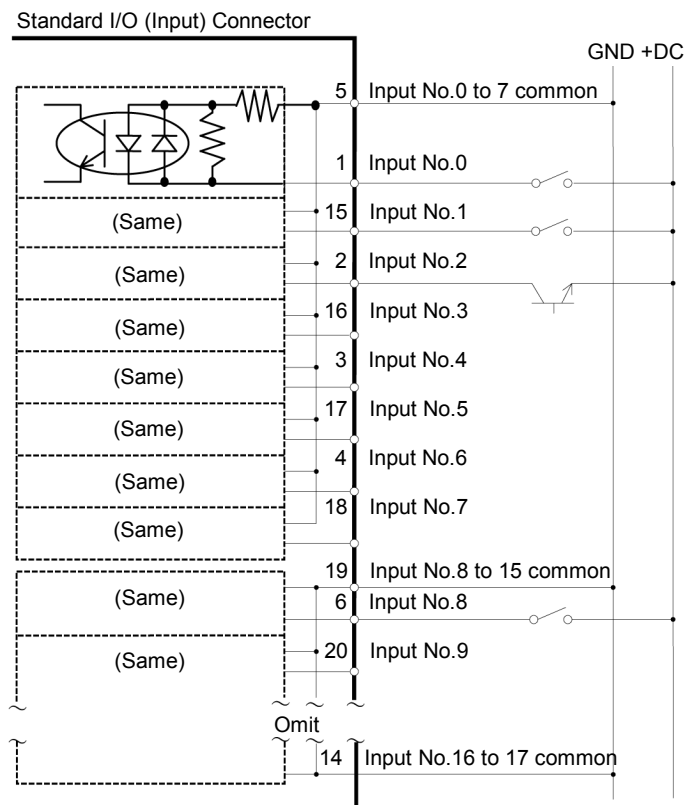 Standard I/O (Input) Connector
GND +DC
5 Input No.0 to 7 common
1 Input No.0
(Same) 15 Input No.1
(Same) 2 Input No.2
(Same) 16 Input No.3
(Same) 3 Input No.4
(Same) 17 Input No.5
(Same) 4 Input No.6
(Same) 18 Input No.7
19 Input No.8 to 15 common
(Same) 6 Input No.8
(Same) 20 Input No.9
Omit
14 Input No.16 to 17 common